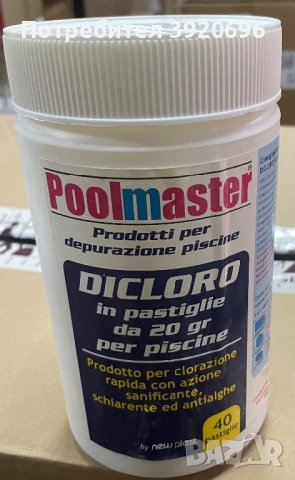 Потребител 3920696
Poolmaster®
Prodotti per
depurazione piscine
DICLORO
in pastiglie
da 20 gr
per piscine
Prodotto per clorazione
rapida con azione
sanificante,
schiarente ed antialghe
40
Pastiglie
by new plast
BAZAR